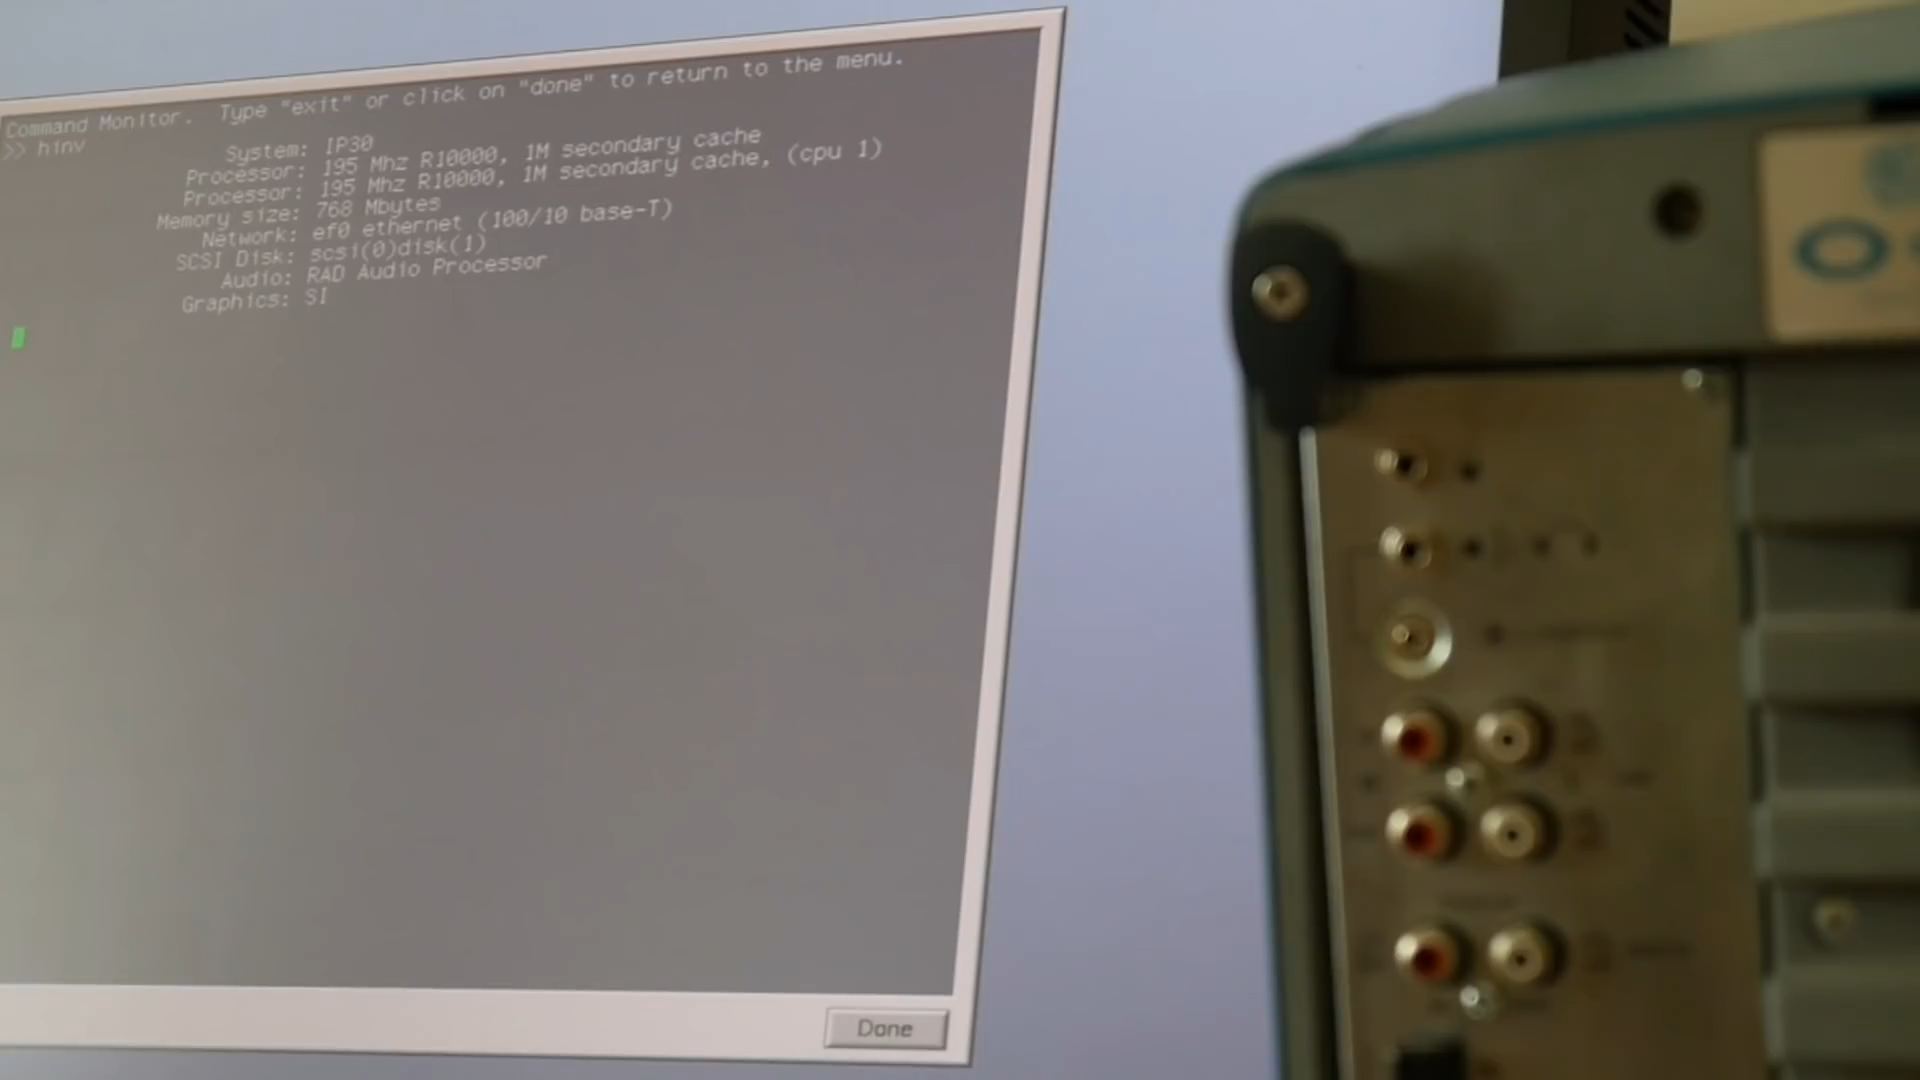 Command Monitor. Type "exit" or click on "done" to return to the menu.
>> hinv
System: IP30
Processor: 195 Mhz R10000, 1M secondary cache
Processor: 195 Mhz R10000, 1M secondary cache, (cpu 1)
Memory size: 768 Mbytes
Network: ef0 ethernet (100/10 base-T)
SCSI Disk: scsi(0)disk(1)
Audio: RAD Audio Processor
Graphics: SI
Done